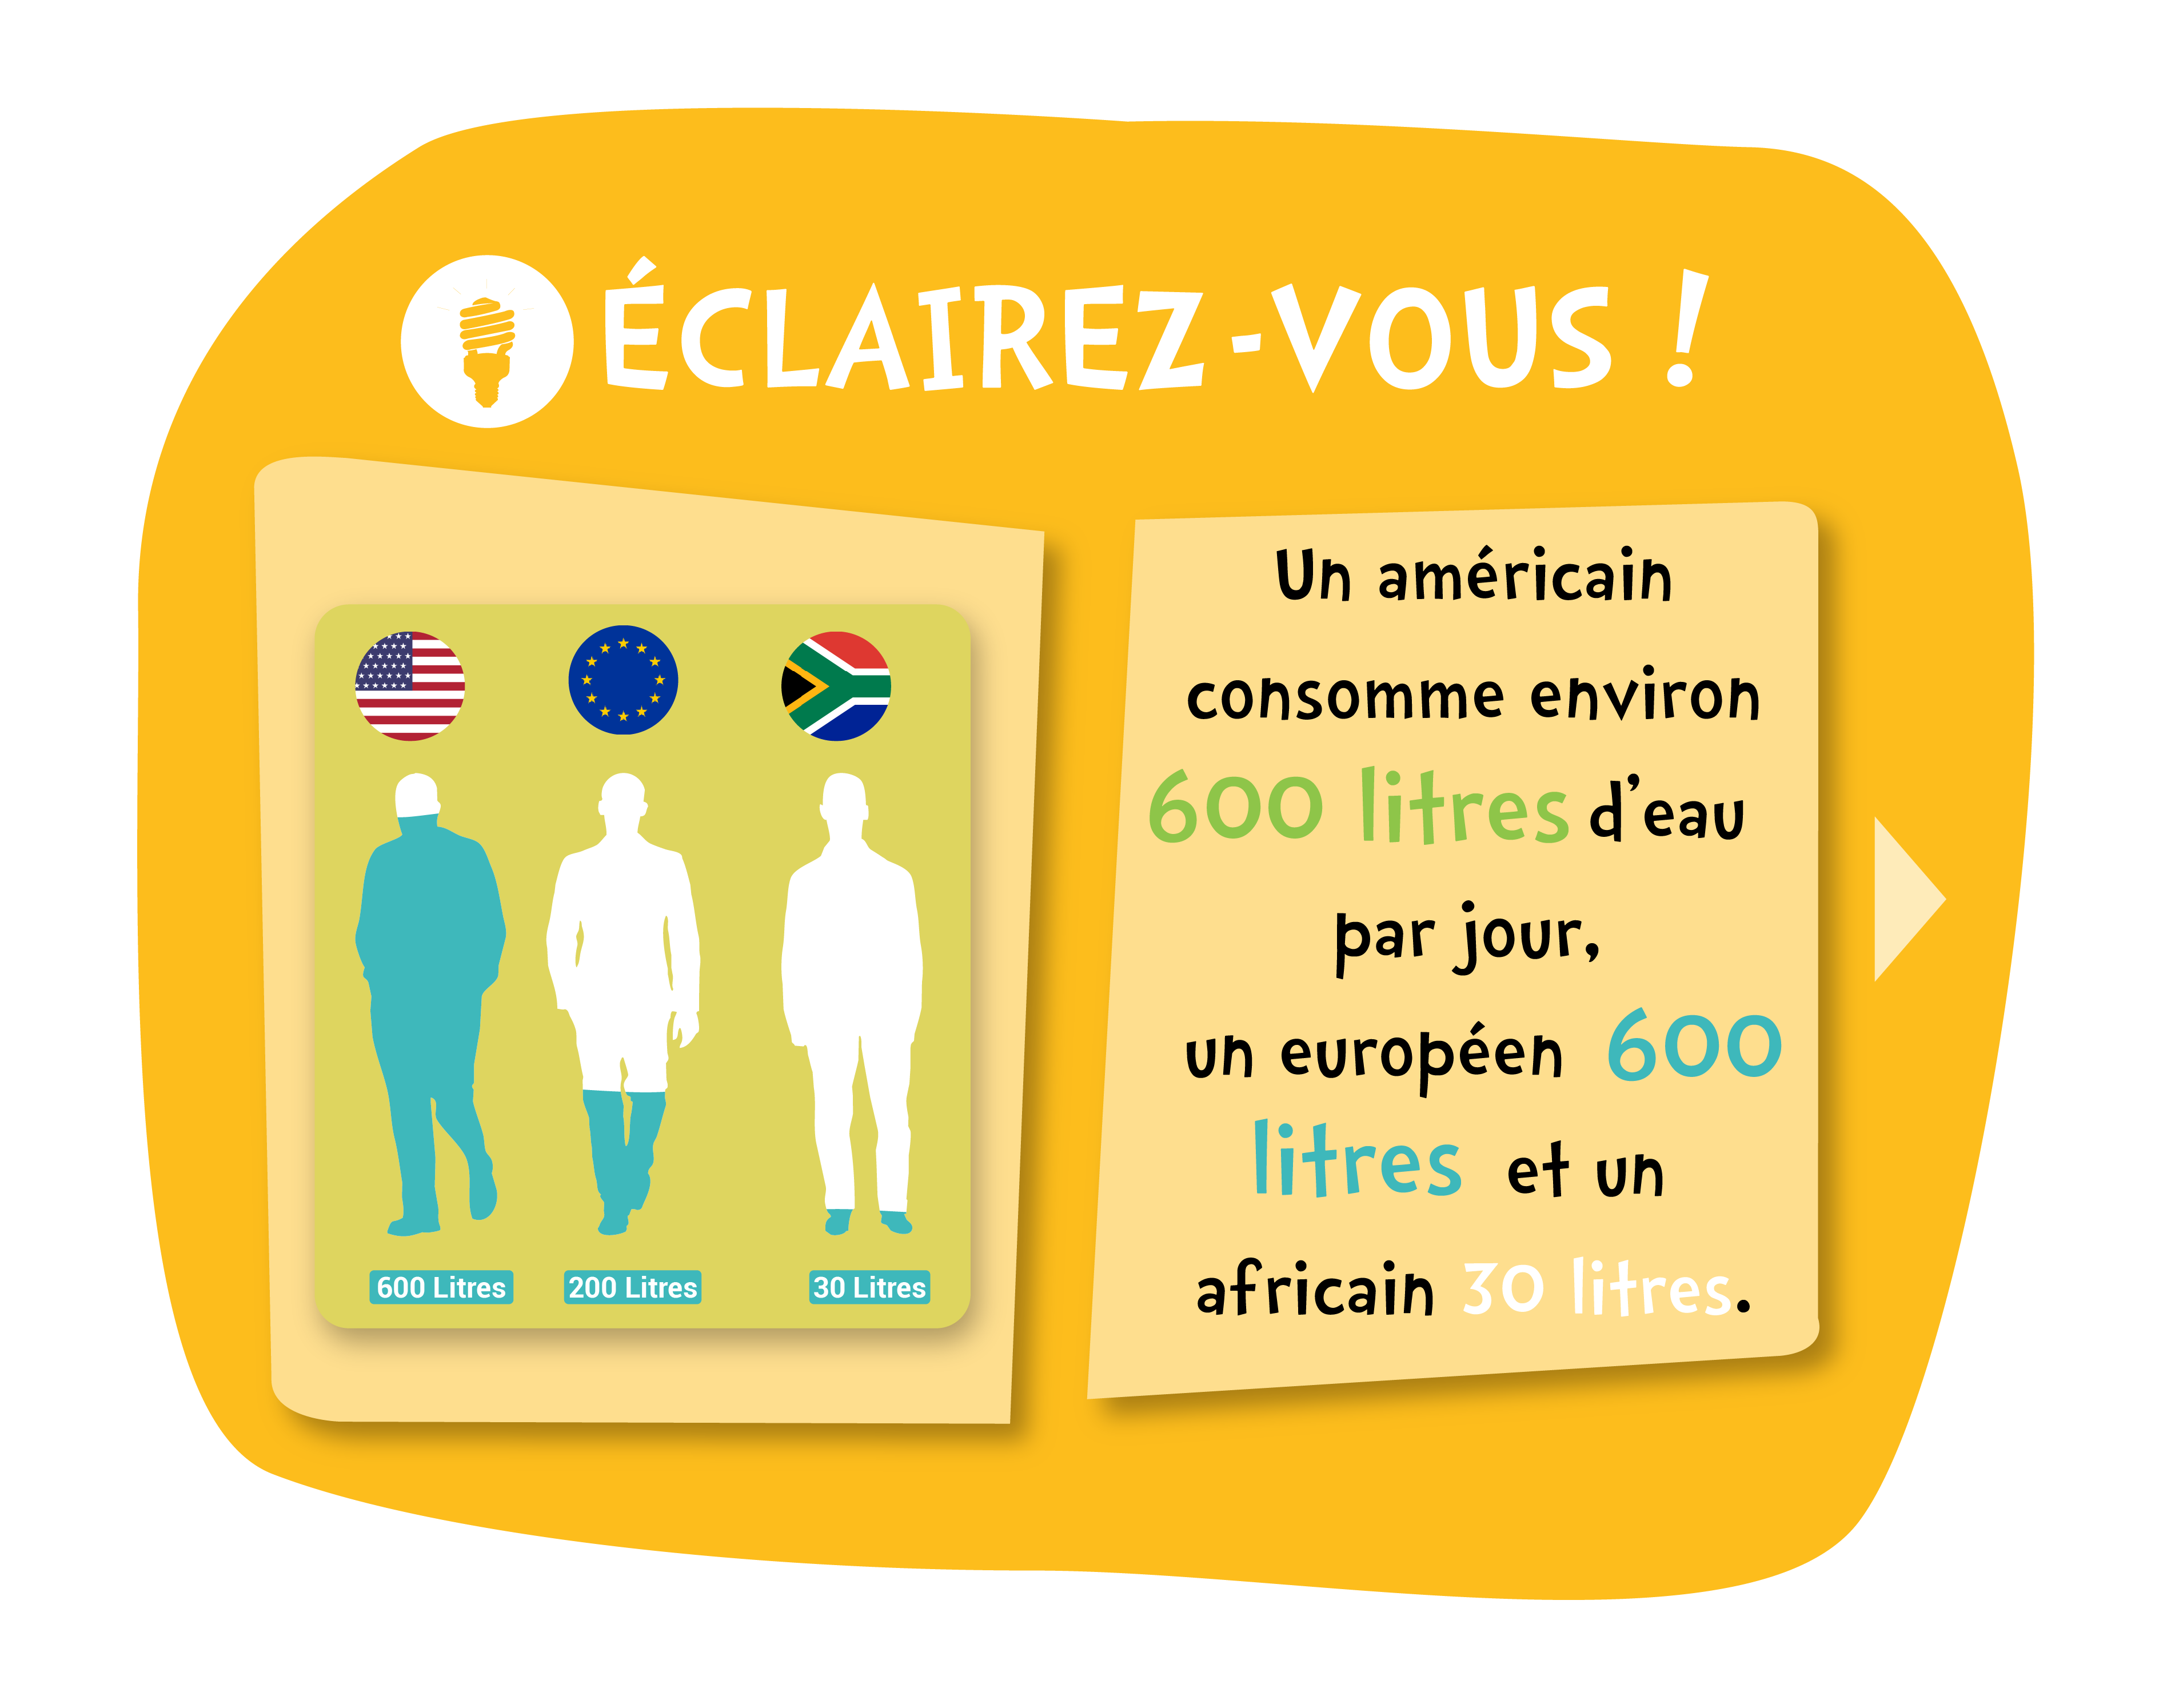 ÉCLAIREZ-VOUS !
600 Litres
200 Litres
30 Litres
Un américain
consomme environ
600 litres d'eau
par jour,
un européen 600
litres et un
africain 30 litres.